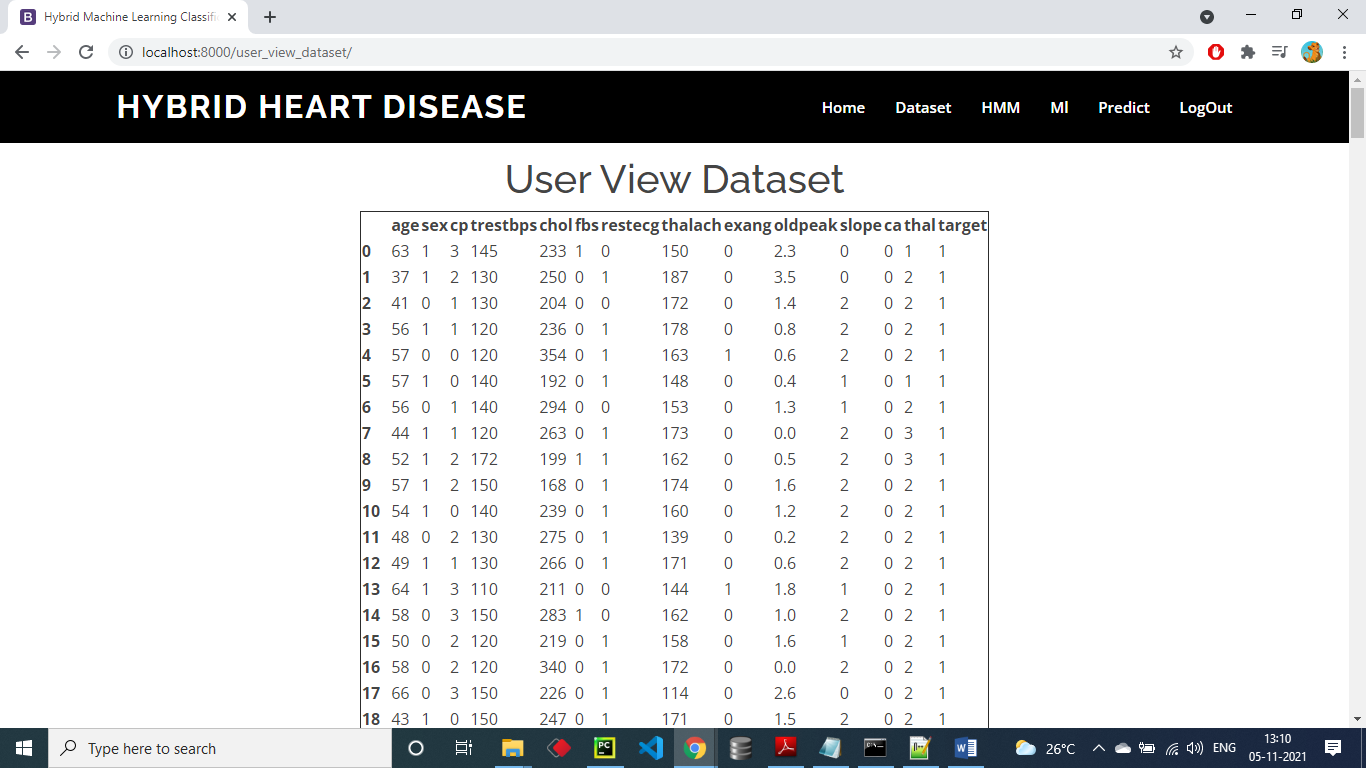 Hybrid Machine Learning Classifi
localhost:8000/user_view_dataset/
HYBRID HEART DISEASE Home Dataset HMM Ml Predict LogOut
User View Dataset
age sex cp trestbps chol fbs restecg thalach exang oldpeak slope ca thal target
0 63 1 3 145 233 1 0 150 0 2.3 0 0 1 1
1 37 1 2 130 250 0 1 187 0 3.5 0 0 2 1
2 41 0 1 130 204 0 0 172 0 1.4 2 0 2 1
3 56 1 1 120 236 0 1 178 0 0.8 2 0 2 1
4 57 0 0 120 354 0 1 163 1 0.6 2 0 2 1
5 57 1 0 140 192 0 1 148 0 0.4 1 0 1 1
6 56 0 1 140 294 0 0 153 0 1.3 1 0 2 1
7 44 1 1 120 263 0 1 173 0 0.0 2 0 3 1
8 52 1 2 172 199 1 1 162 0 0.5 2 0 3 1
9 57 1 2 150 168 0 1 174 0 1.6 2 0 2 1
10 54 1 0 140 239 0 1 160 0 1.2 2 0 2 1
11 48 0 2 130 275 0 1 139 0 0.2 2 0 2 1
12 49 1 1 130 266 0 1 171 0 0.6 2 0 2 1
13 64 1 3 110 211 0 0 144 1 1.8 1 0 2 1
14 58 0 3 150 283 1 0 162 0 1.0 2 0 2 1
15 50 0 2 120 219 0 1 158 0 1.6 1 0 2 1
16 58 0 2 120 340 0 1 172 0 0.0 2 0 2 1
17 66 0 3 150 226 0 1 114 0 2.6 0 0 2 1
18 43 1 0 150 247 0 1 171 0 1.5 2 0 2 1
Type here to search 26°C ENG 13:10
05-11-2021